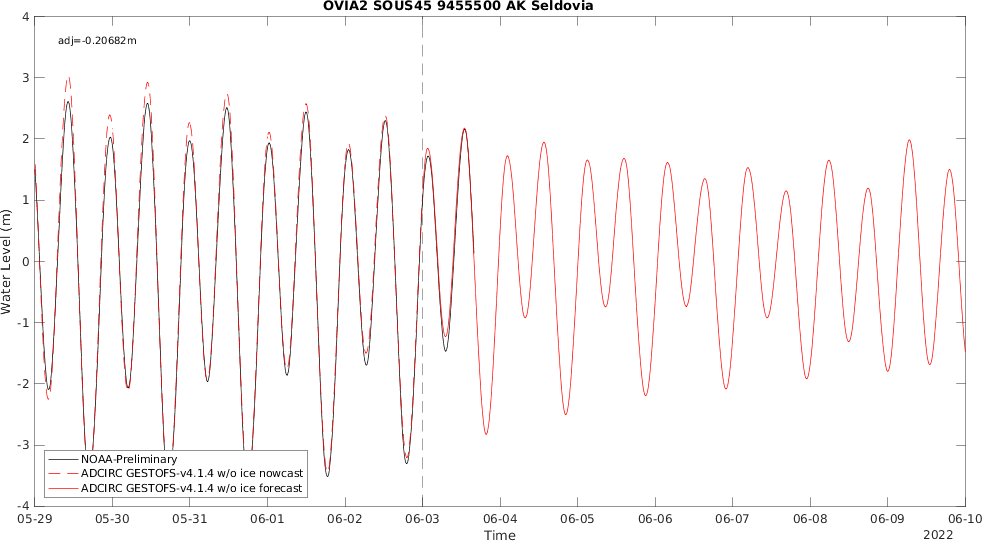 OVIA2 SOUS45 9455500 AK Seldovia
adj=-0.20682m
Water Level (m)
4
3
2
1
0
-1
-2
-3
-4
NOAA-Preliminary
ADCIRC GESTOFS-v4.1.4 w/o ice nowcast
ADCIRC GESTOFS-v4.1.4 w/o ice forecast
05-29 05-30 05-31 06-01 06-02 06-03 06-04 06-05 06-06 06-07 06-08 06-09 06-10
Time
2022